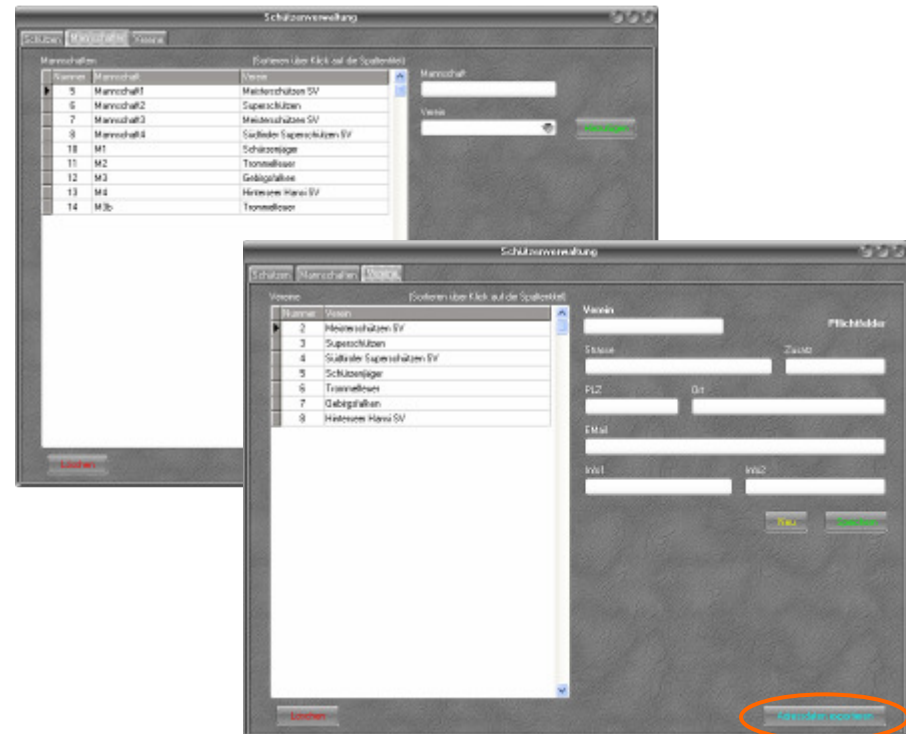 Schützenverwaltung
Schützen Mannschaften Vereine
Mannschaften (Sortieren über Klick auf die Spaltentitel)
Nummer Mannschaft Verein
5 Mannschaft1 Meisterschützen SV
6 Mannschaft2 Superschützen
7 Mannschaft3 Meisterschützen SV
8 Mannschaft4 Südtiroler Superschützen SV
10 M1 Schürzenjäger
11 M2 Trommelfeuer
12 M3 Gebirgsfalken
13 M4 Hinterseer Hansi SV
14 M3b Trommelfeuer
Mannschaft
Verein
Löschen
Schützenverwaltung
Schützen Mannschaften Vereine
Vereine (Sortieren über Klick auf die Spaltentitel)
Nummer Verein
2 Meisterschützen SV
3 Superschützen
4 Südtiroler Superschützen SV
5 Schürzenjäger
6 Trommelfeuer
7 Gebirgsfalken
8 Hinterseer Hansi SV
Verein
Pflichtfelder
Strasse Zusatz
PLZ Ort
EMail
Info1 Info2
Neu
Löschen